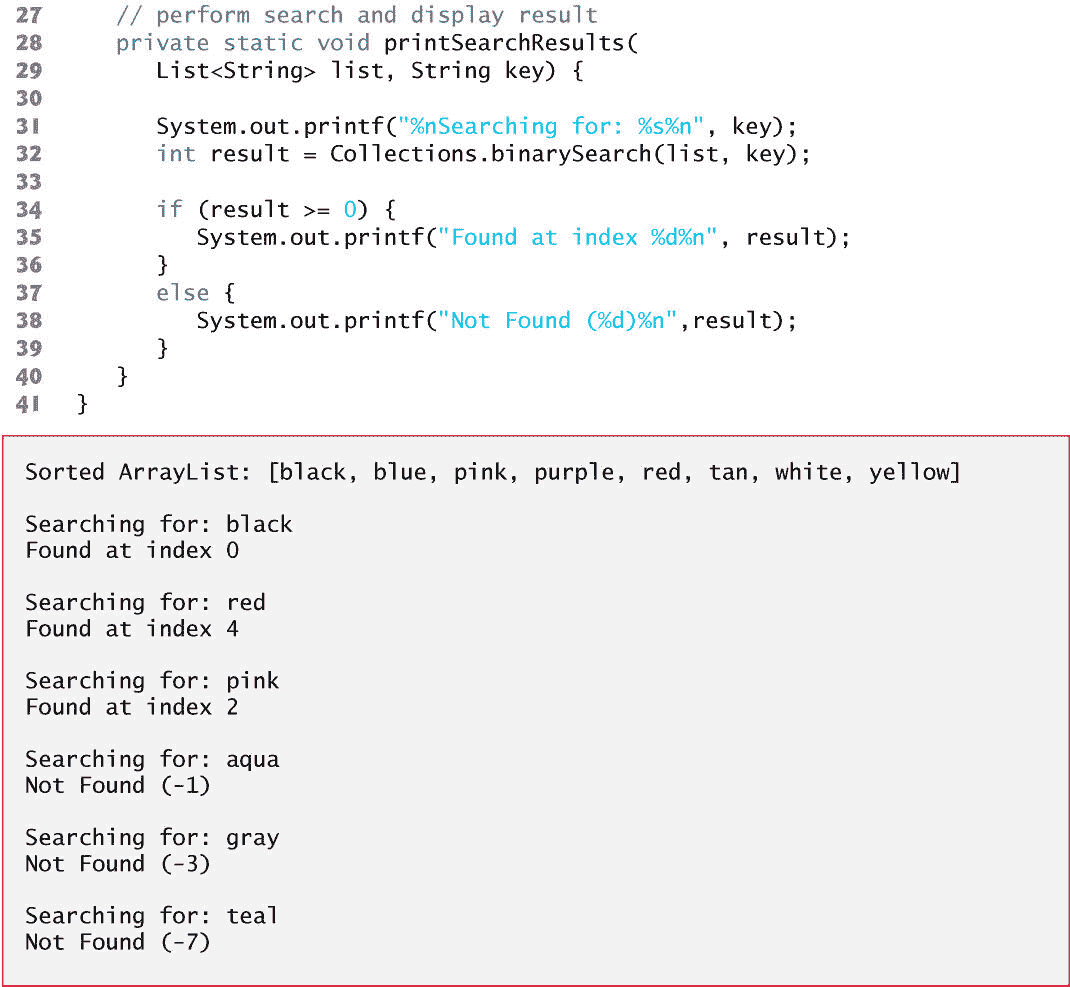 27 // perform search and display result
28 private static void printSearchResults(
29 List<String> list, String key) {
30
31 System.out.printf("%nSearching for: %s%n", key);
32 int result = Collections.binarySearch(list, key);
33
34 if (result >= 0) {
35 System.out.printf("Found at index %d%n", result);
36 }
37 else {
38 System.out.printf("Not Found (%d)%n",result);
39 }
40 }
41 }
Sorted ArrayList: [black, blue, pink, purple, red, tan, white, yellow]
Searching for: black
Found at index 0
Searching for: red
Found at index 4
Searching for: pink
Found at index 2
Searching for: aqua
Not Found (-1)
Searching for: gray
Not Found (-3)
Searching for: teal
Not Found (-7)